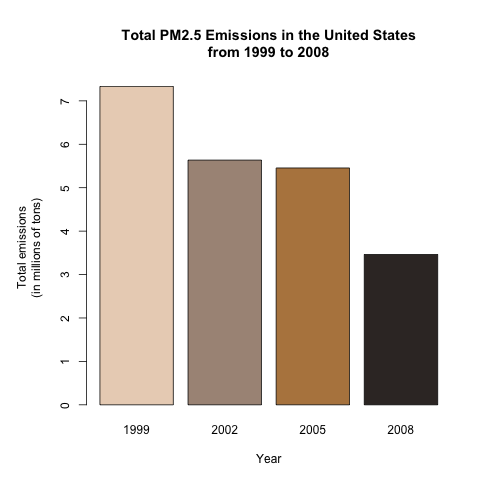 Total PM2.5 Emissions in the United States
from 1999 to 2008
Total emissions
(in millions of tons)
7
6
5
4
3
2
1
0
1999 2002 2005 2008
Year